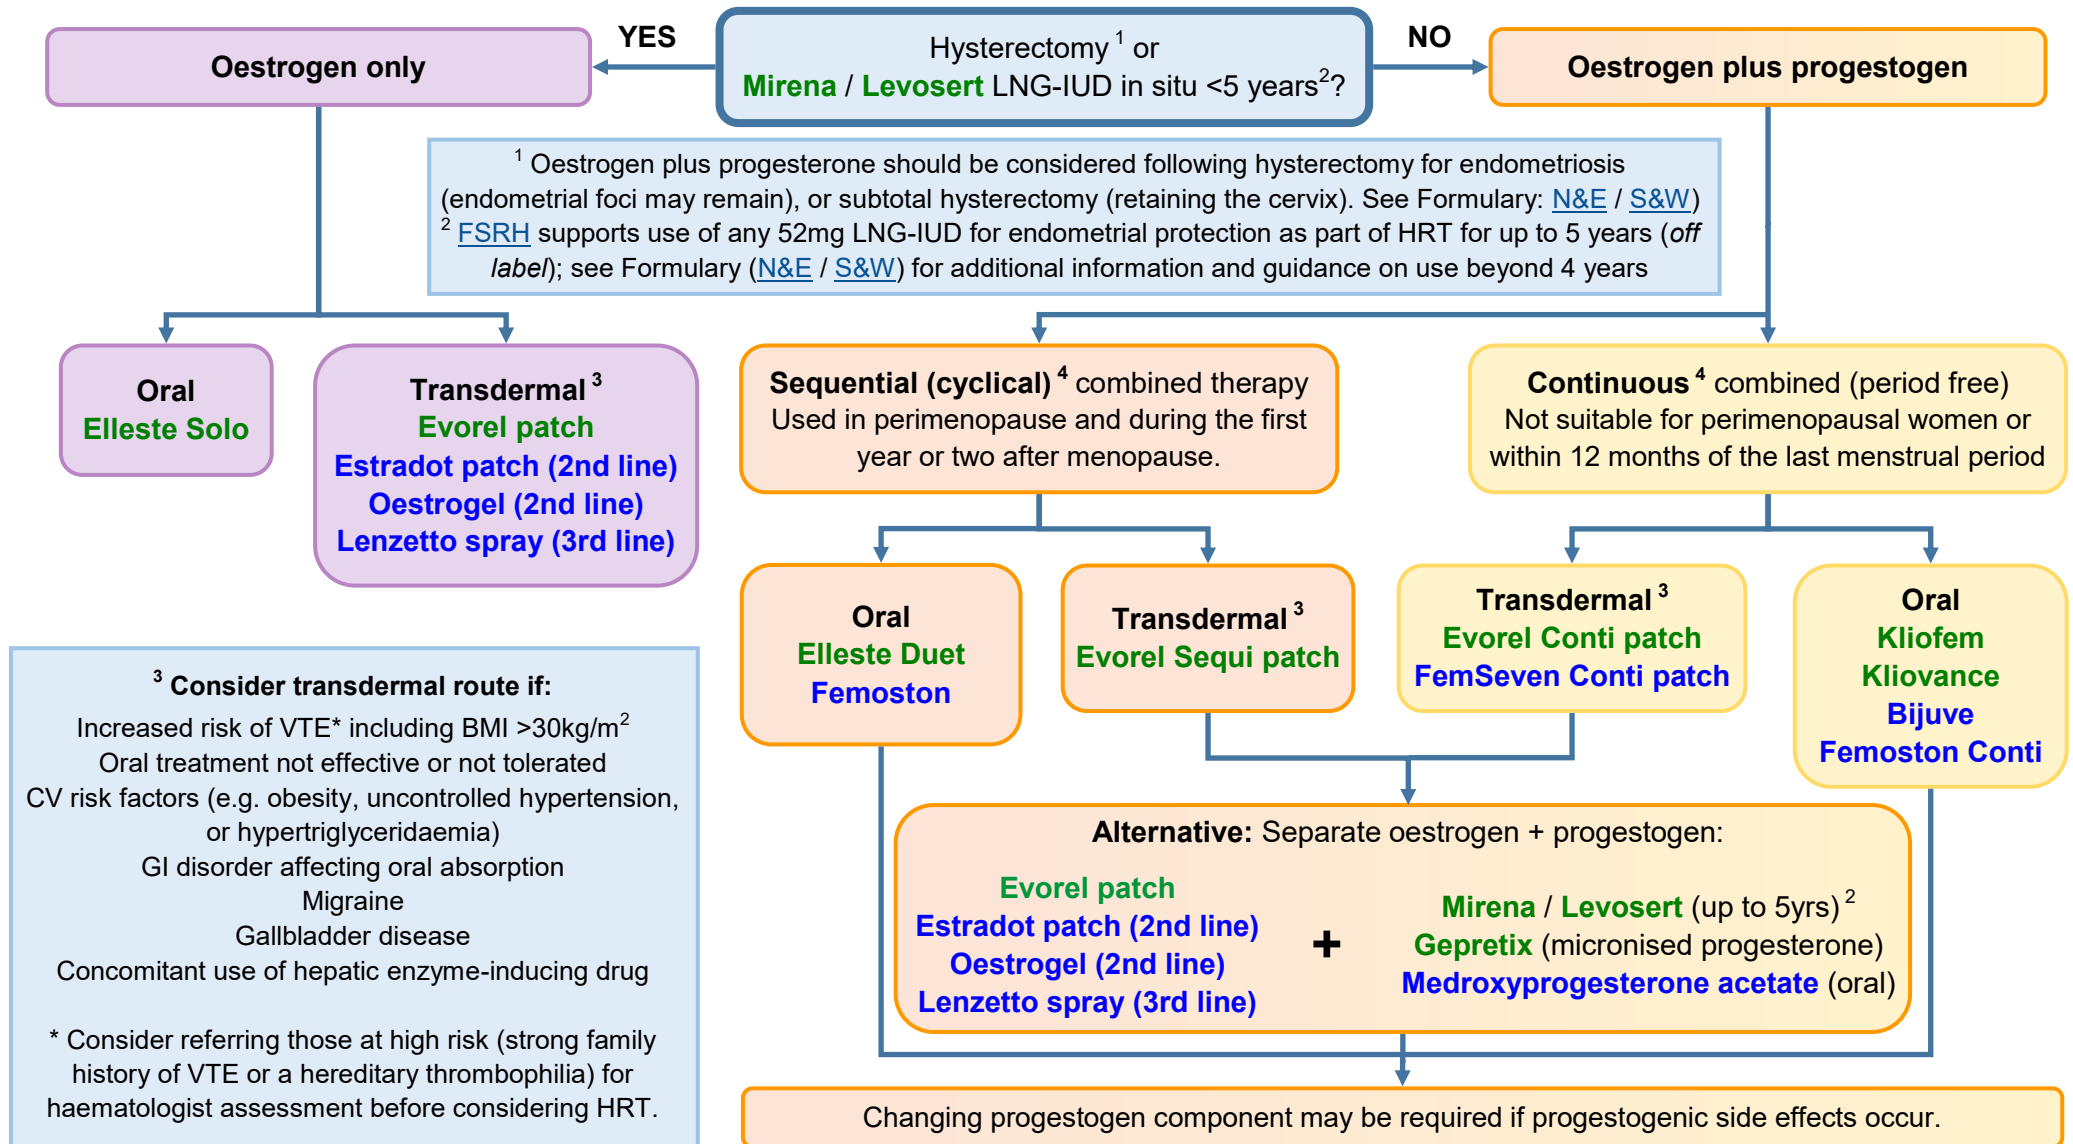 YES
Hysterectomy 1 or
NO
Oestrogen only
Mirena / Levosert LNG-IUD in situ <5 years2?
Oestrogen plus progestogen
1 Oestrogen plus progesterone should be considered following hysterectomy for endometriosis
(endometrial foci may remain), or subtotal hysterectomy (retaining the cervix). See Formulary: N&E / S&W)
2 FSRH supports use of any 52mg LNG-IUD for endometrial protection as part of HRT for up to 5 years (off
label); see Formulary (N&E / S&W) for additional information and guidance on use beyond 4 years
Oral
Elleste Solo
Transdermal 3
Evorel patch
Estradot patch (2nd line)
Oestrogel (2nd line)
Lenzetto spray (3rd line)
Sequential (cyclical) 4 combined therapy
Used in perimenopause and during the first
year or two after menopause.
Continuous 4 combined (period free)
Not suitable for perimenopausal women or
within 12 months of the last menstrual period
Oral
Elleste Duet
Femoston
Transdermal 3
Evorel Sequi patch
Transdermal 3
Evorel Conti patch
FemSeven Conti patch
Oral
Kliofem
Kliovance
Bijuve
Femoston Conti
3 Consider transdermal route if:
Increased risk of VTE* including BMI >30kg/m2
Oral treatment not effective or not tolerated
CV risk factors (e.g. obesity, uncontrolled hypertension,
or hypertriglyceridaemia)
GI disorder affecting oral absorption
Migraine
Gallbladder disease
Concomitant use of hepatic enzyme-inducing drug
* Consider referring those at high risk (strong family
history of VTE or a hereditary thrombophilia) for
haematologist assessment before considering HRT.
Alternative: Separate oestrogen + progestogen:
Evorel patch
Estradot patch (2nd line)
Oestrogel (2nd line)
Lenzetto spray (3rd line)
+
Mirena / Levosert (up to 5yrs) 2
Gepretix (micronised progesterone)
Medroxyprogesterone acetate (oral)
Changing progestogen component may be required if progestogenic side effects occur.